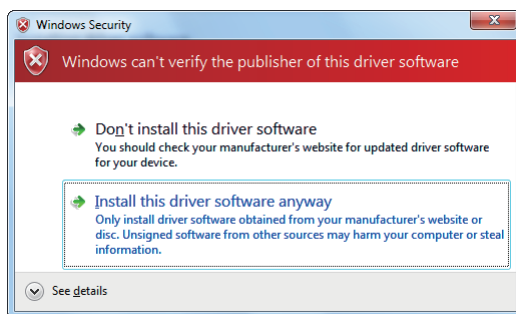 Windows Security
Windows can't verify the publisher of this driver software
Don't install this driver software
You should check your manufacturer's website for updated driver software
for your device.
Install this driver software anyway
Only install driver software obtained from your manufacturer's website or
disc. Unsigned software from other sources may harm your computer or steal
information.
See details